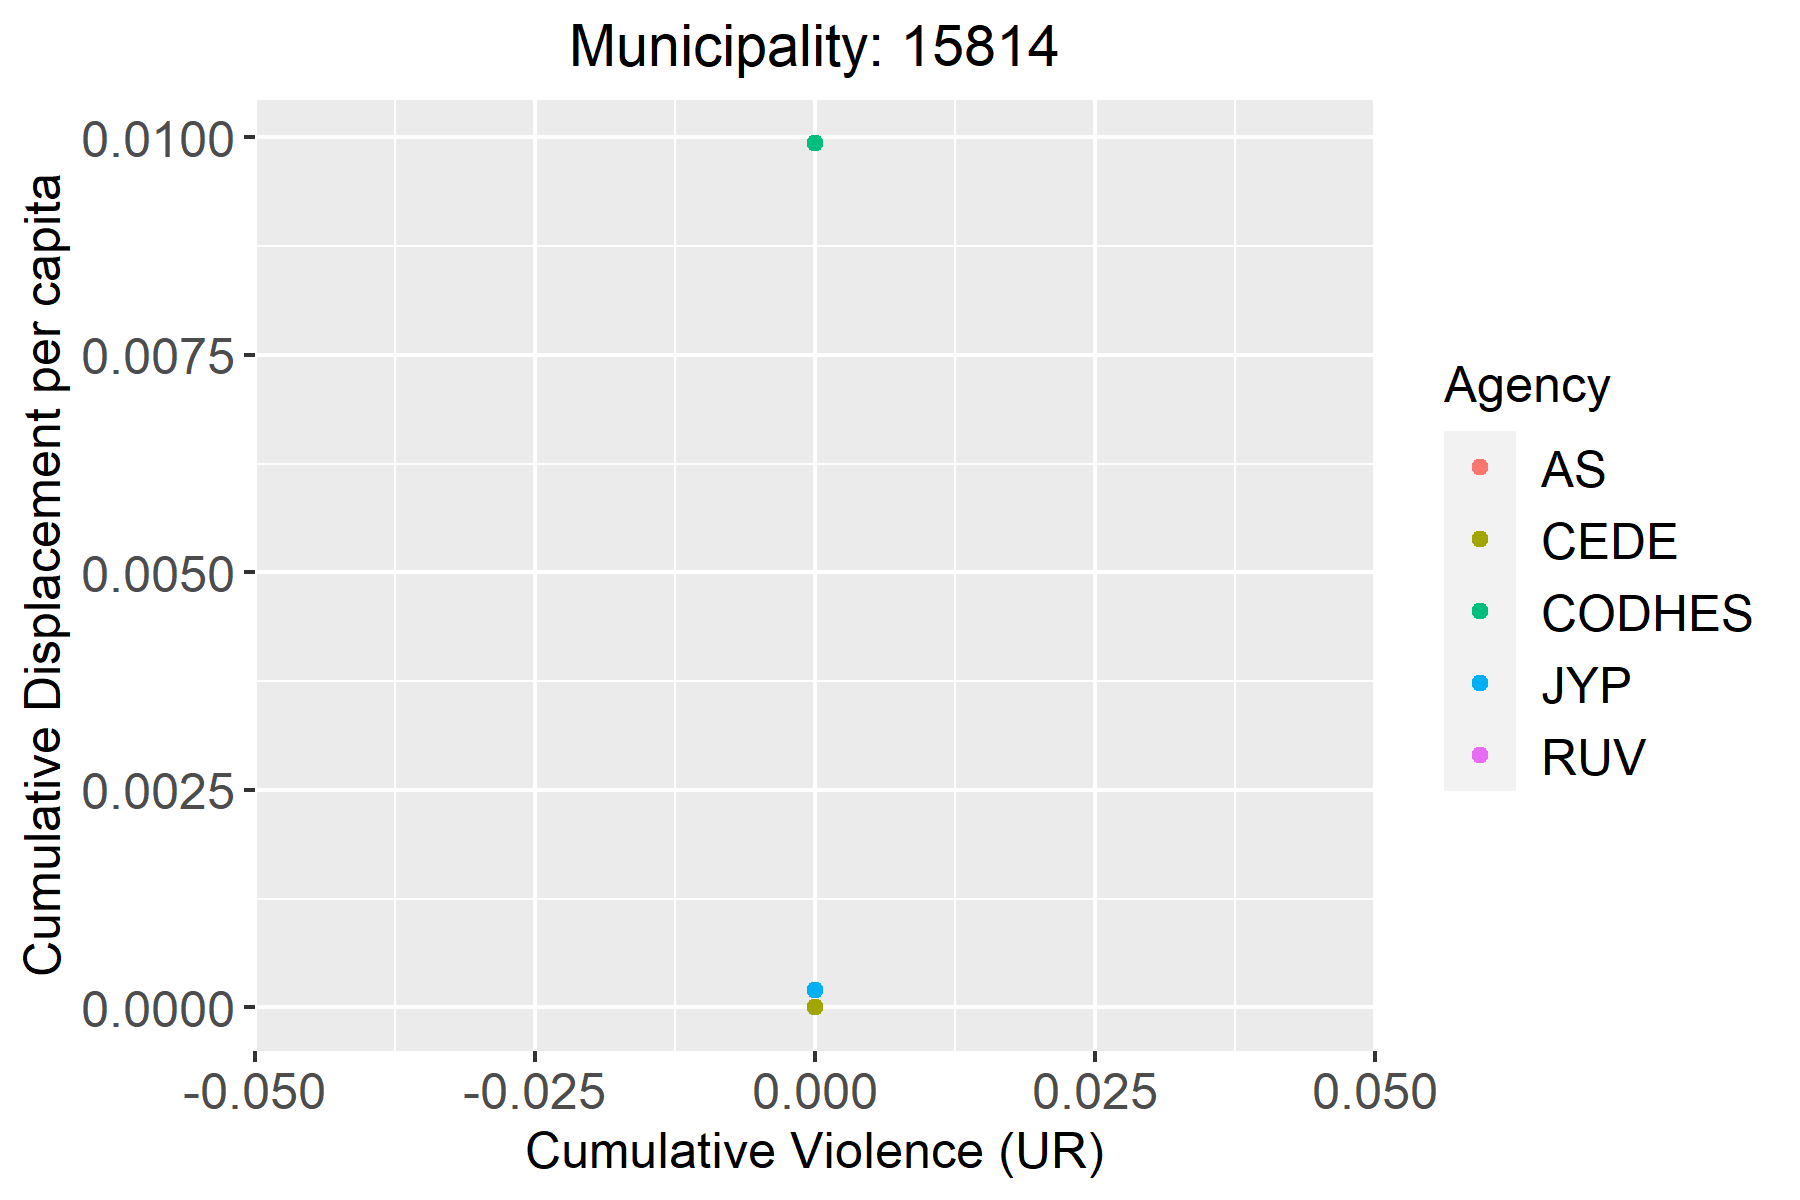 Municipality: 15814
Cumulative Displacement per capita
0.0100
0.0075
0.0050
0.0025
0.0000
-0.050
-0.025
0.000
0.025
0.050
Cumulative Violence (UR)
Agency
AS
CEDE
CODHES
JYP
RUV